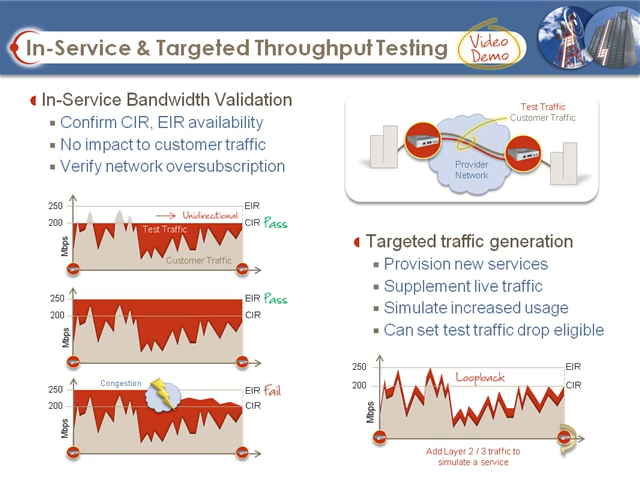 In-Service & Targeted Throughput Testing
Video
Demo
In-Service Bandwidth Validation
Confirm CIR, EIR availability
No impact to customer traffic
Verify network oversubscription
Test Traffic
Customer Traffic
Provider
Network
250
200
Mbps
Unidirectional
EIR
CIR Pass
Test Traffic
Customer Traffic
250
200
Mbps
EIR Pass
CIR
Congestion
250
200
Mbps
EIR Fail
CIR
Targeted traffic generation
Provision new services
Supplement live traffic
Simulate increased usage
Can set test traffic drop eligible
250
200
Mbps
Loopback
EIR
CIR
Add Layer 2 / 3 traffic to
simulate a service